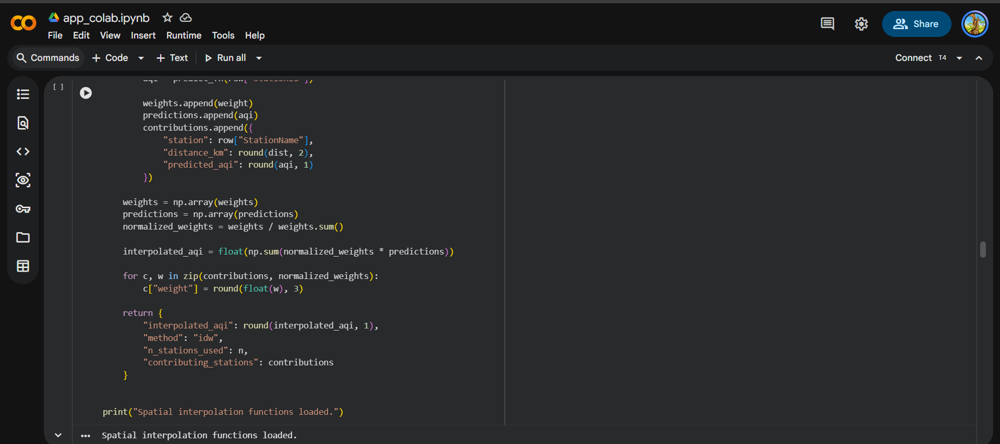 app_colab.ipynb
File Edit View Insert Runtime Tools Help
Share
Commands + Code + Text Run all
Connect T4
[ ]
weights.append(weight)
predictions.append(aqi)
contributions.append({
"station": row["StationName"],
"distance_km": round(dist, 2),
"predicted_aqi": round(aqi, 1)
})
weights = np.array(weights)
predictions = np.array(predictions)
normalized_weights = weights / weights.sum()
interpolated_aqi = float(np.sum(normalized_weights * predictions))
for c, w in zip(contributions, normalized_weights):
c["weight"] = round(float(w), 3)
return {
"interpolated_aqi": round(interpolated_aqi, 1),
"method": "idw",
"n_stations_used": n,
"contributing_stations": contributions
}
print("Spatial interpolation functions loaded.")
Spatial interpolation functions loaded.